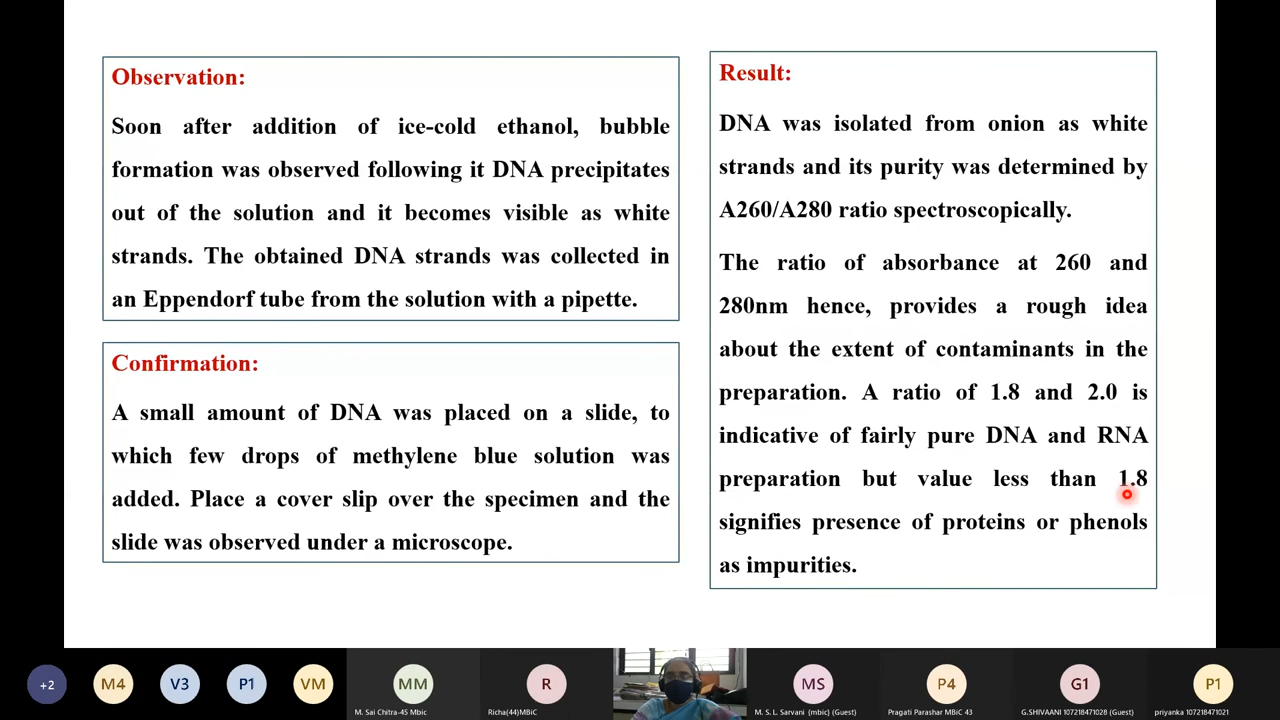 Observation:
Soon after addition of ice-cold ethanol, bubble
formation was observed following it DNA precipitates
out of the solution and it becomes visible as white
strands. The obtained DNA strands was collected in
an Eppendorf tube from the solution with a pipette.
Confirmation:
A small amount of DNA was placed on a slide, to
which few drops of methylene blue solution was
added. Place a cover slip over the specimen and the
slide was observed under a microscope.
Result:
DNA was isolated from onion as white
strands and its purity was determined by
A260/A280 ratio spectroscopically.
The ratio of absorbance at 260 and
280nm hence, provides a rough idea
about the extent of contaminants in the
preparation. A ratio of 1.8 and 2.0 is
indicative of fairly pure DNA and RNA
preparation but value less than 1.8
signifies presence of proteins or phenols
as impurities.
+2
M4
V3
P1
VM
MM
M. Sai Chitra-45 Mbic
R
Richa(44)MBiC
MS
M. S. L. Sarvani (mbic) (Guest)
P4
Pragati Parashar MBiC 43
G1
G.SHIVAANI 107218471028 (Guest)
P1
priyanka 107218471021